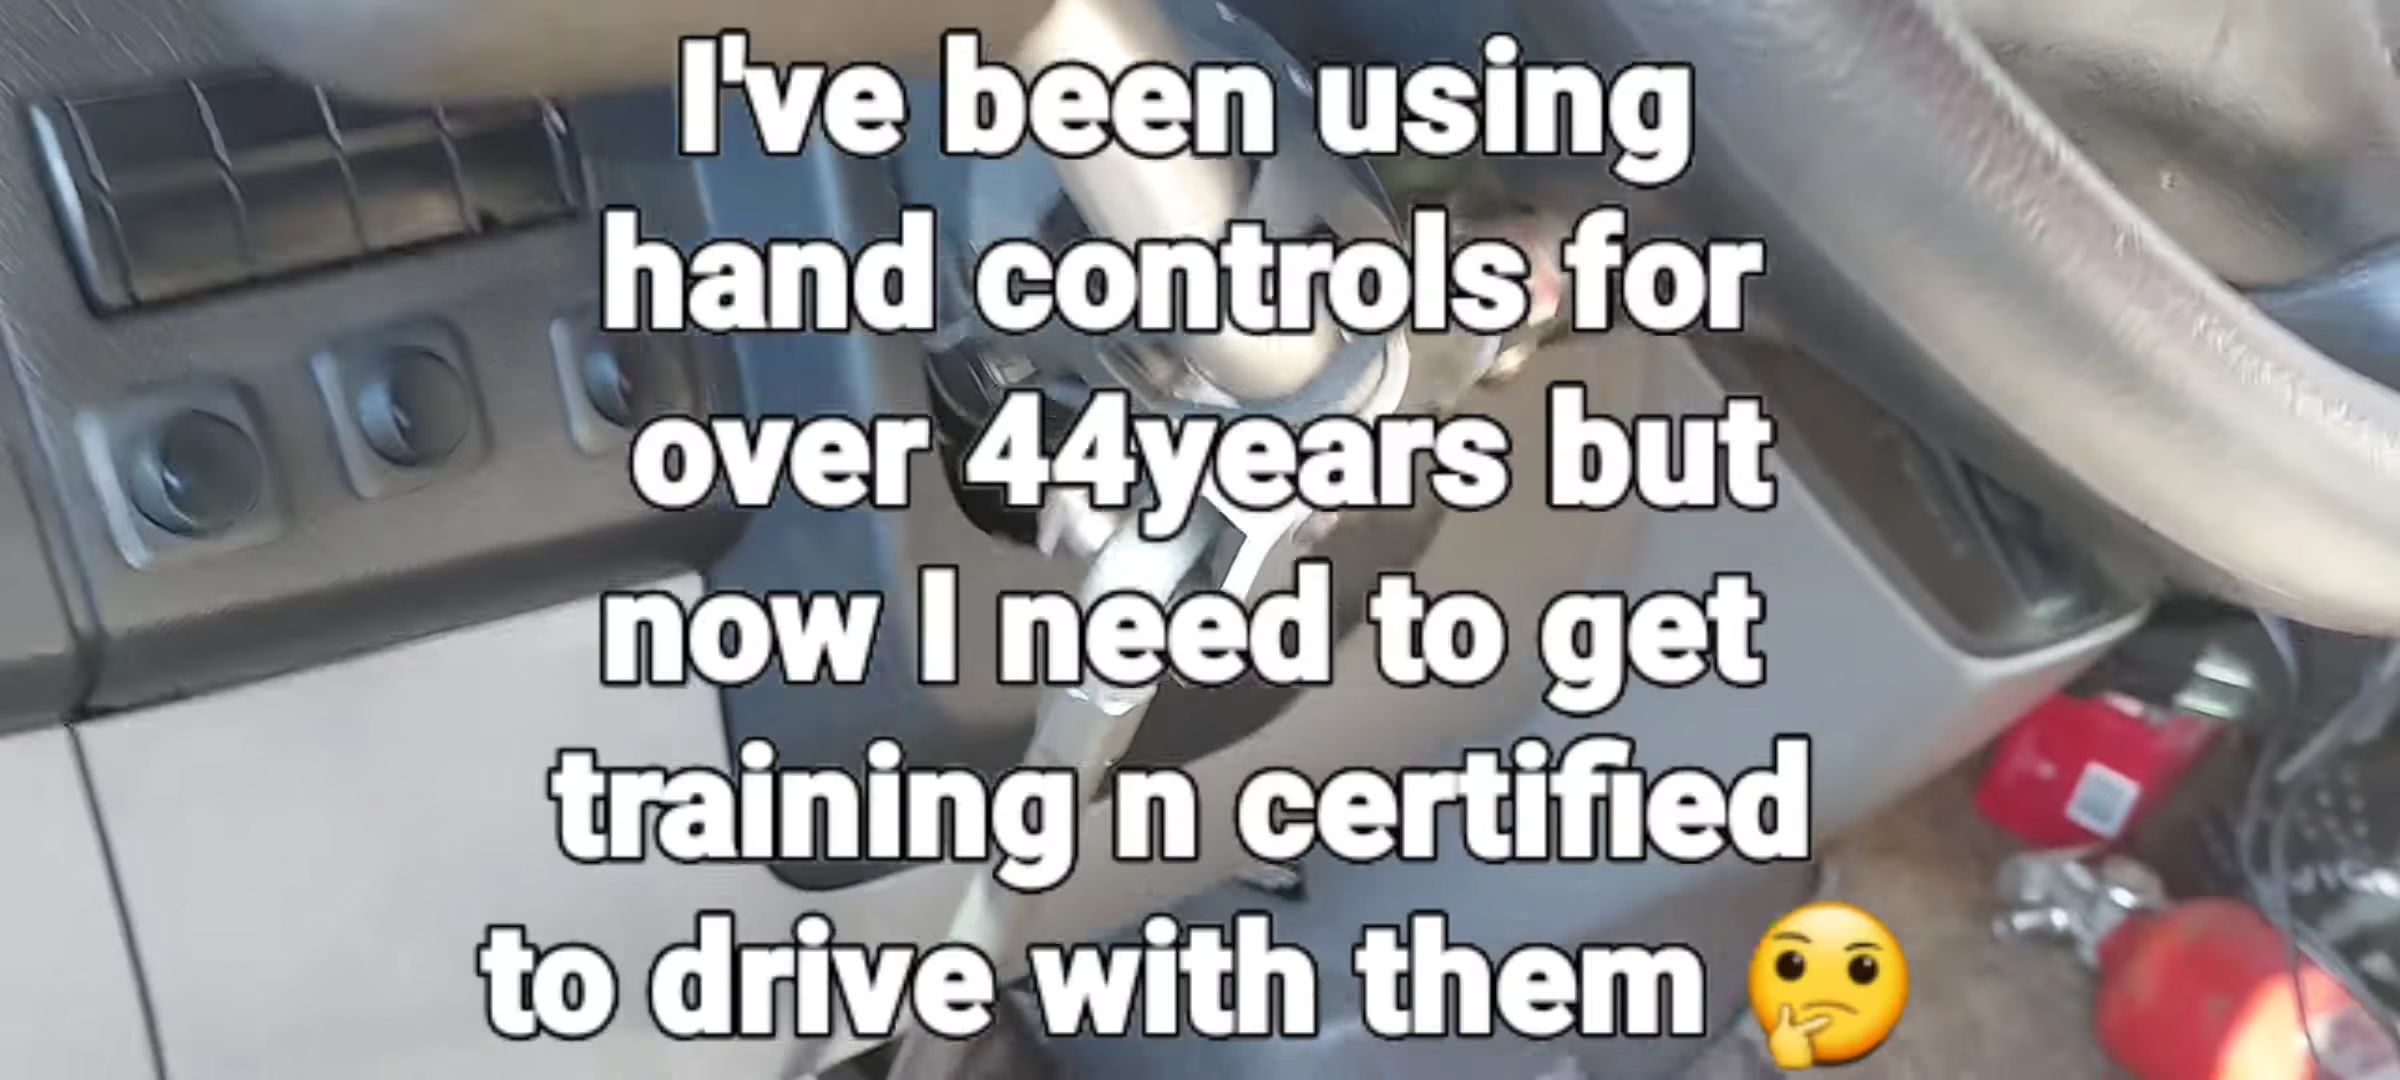 I've been using
hand controls for
over 44years but
now I need to get
training n certified
to drive with them 🤔